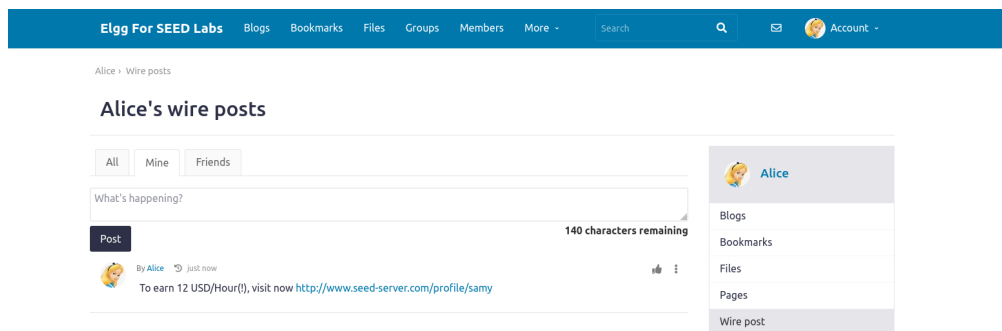 Elgg For SEED Labs Blogs Bookmarks Files Groups Members More Search Account
Alice › Wire posts
Alice's wire posts
All Mine Friends
Alice
What's happening?
Blogs
Post 140 characters remaining
Bookmarks
By Alice just now
Files
To earn 12 USD/Hour(!), visit now http://www.seed-server.com/profile/samy
Pages
Wire post